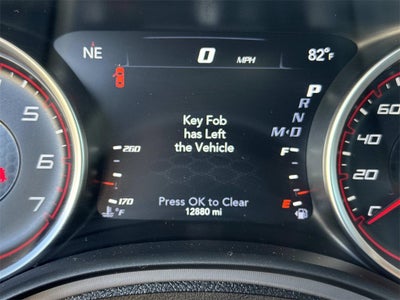 NE 0 MPH 82°F
P
R
N
M·D
Key Fob
has Left
the Vehicle
260 F
170 E
°F
Press OK to Clear
12880 mi
5
6
7
60
40
20
0